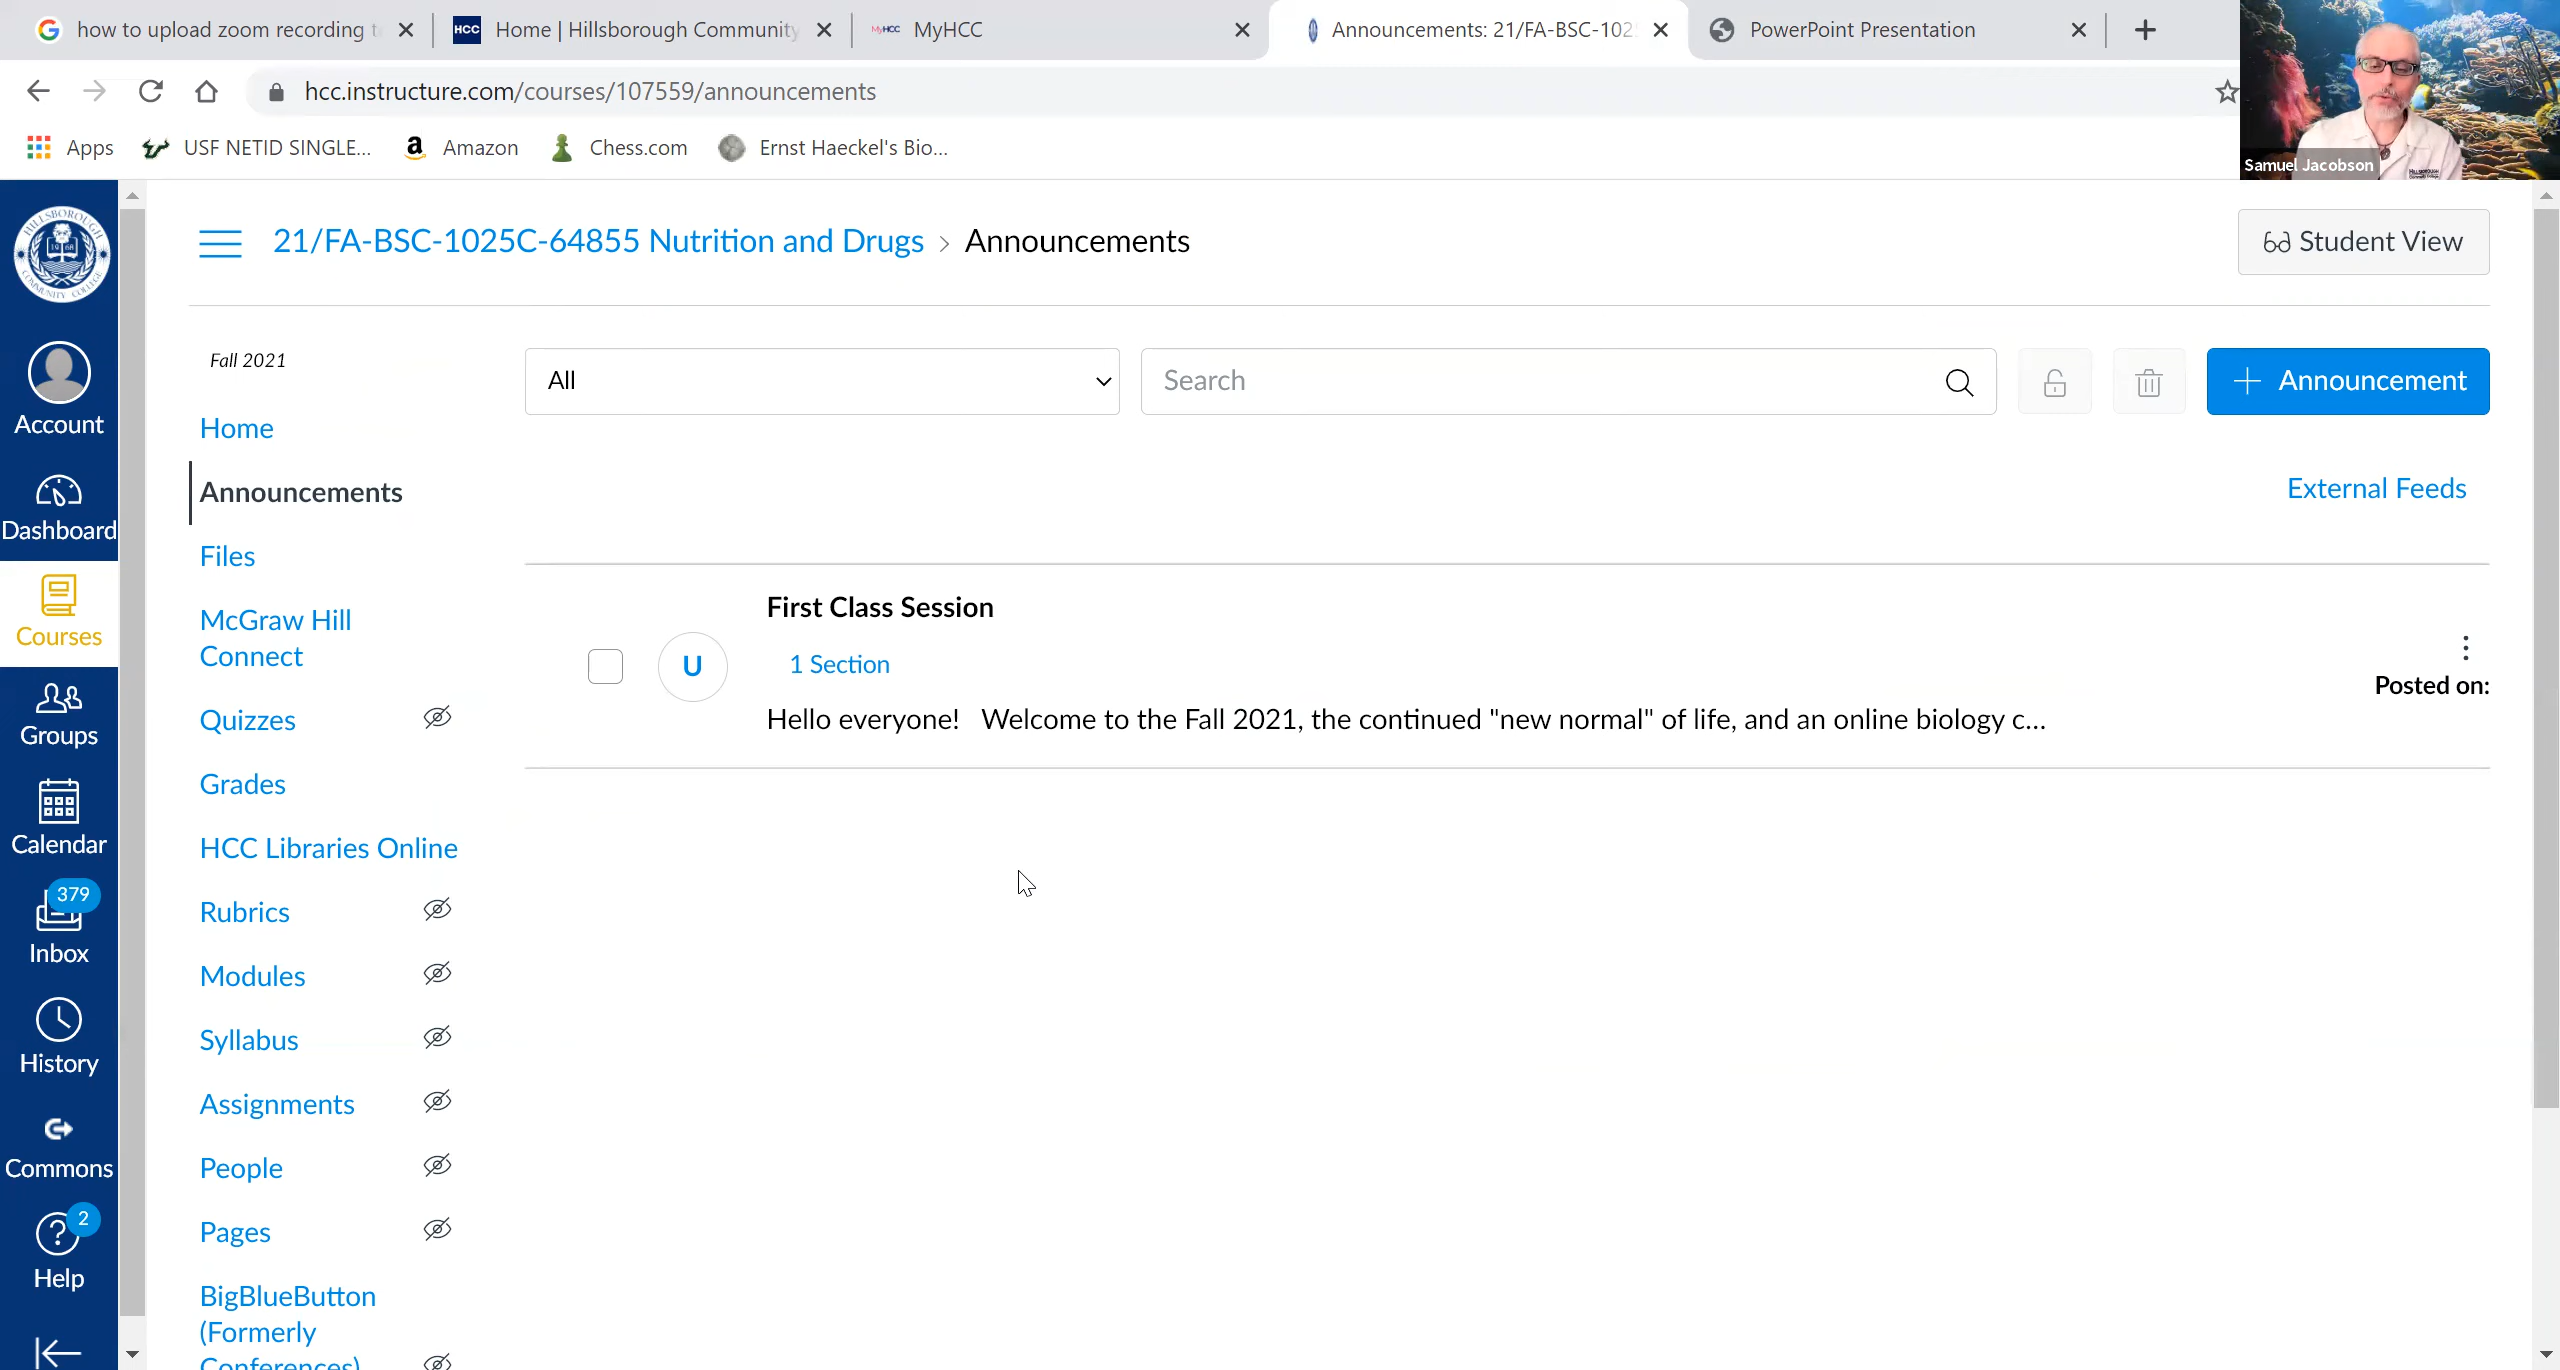 how to upload zoom recording t
Home | Hillsborough Community
MyHCC
Announcements: 21/FA-BSC-102
PowerPoint Presentation
hcc.instructure.com/courses/107559/announcements
Apps
USF NETID SINGLE...
Amazon
Chess.com
Ernst Haeckel's Bio...
Samuel Jacobson
21/FA-BSC-1025C-64855 Nutrition and Drugs > Announcements
Student View
Account
Dashboard
Courses
Groups
Calendar
379
Inbox
History
Commons
2
Help
Fall 2021
Home
Announcements
Files
McGraw Hill
Connect
Quizzes
Grades
HCC Libraries Online
Rubrics
Modules
Syllabus
Assignments
People
Pages
BigBlueButton
(Formerly
Conferences)
All
Search
+ Announcement
External Feeds
First Class Session
U
1 Section
Posted on:
Hello everyone!   Welcome to the Fall 2021, the continued "new normal" of life, and an online biology c...